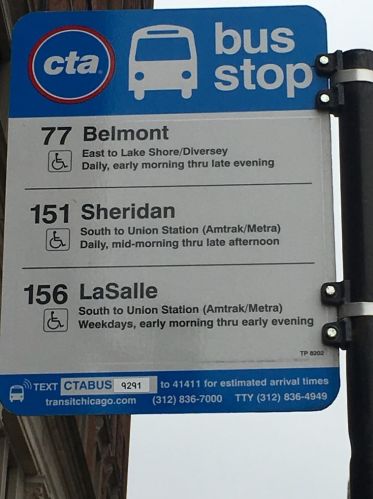 cta
bus
stop
77 Belmont
East to Lake Shore/Diversey
Daily, early morning thru late evening
151 Sheridan
South to Union Station (Amtrak/Metra)
Daily, mid-morning thru late afternoon
156 LaSalle
South to Union Station (Amtrak/Metra)
Weekdays, early morning thru early evening
TP 8202
TEXT CTABUS 9291 to 41411 for estimated arrival times
transitchicago.com (312) 836-7000 TTY (312) 836-4949